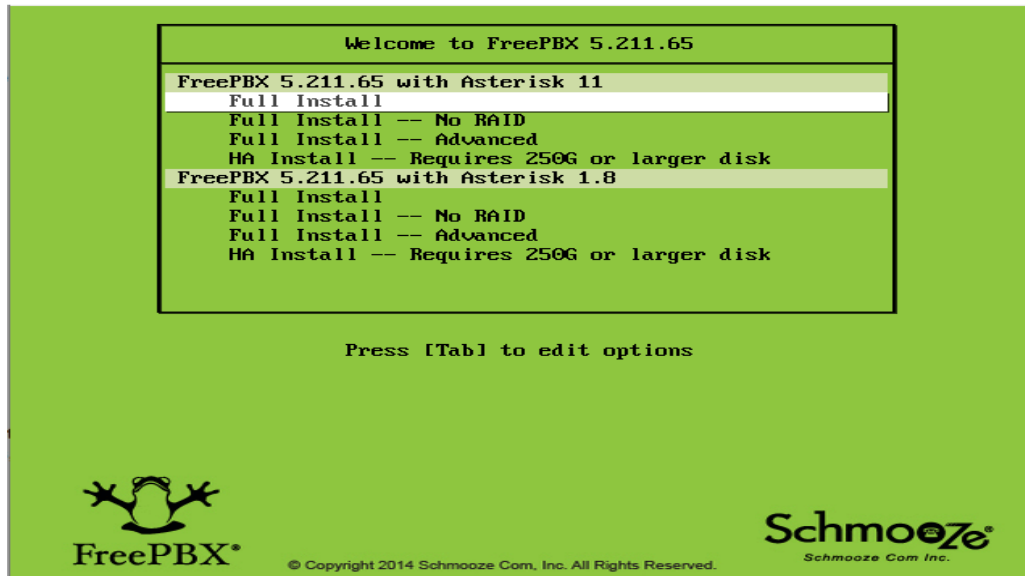 Welcome to FreePBX 5.211.65
FreePBX 5.211.65 with Asterisk 11
Full Install
Full Install -- No RAID
Full Install -- Advanced
HA Install -- Requires 250G or larger disk
FreePBX 5.211.65 with Asterisk 1.8
Full Install
Full Install -- No RAID
Full Install -- Advanced
HA Install -- Requires 250G or larger disk
Press [Tab] to edit options
FreePBX®
© Copyright 2014 Schmooze Com, Inc. All Rights Reserved.
Schmooze®
Schmooze Com Inc.